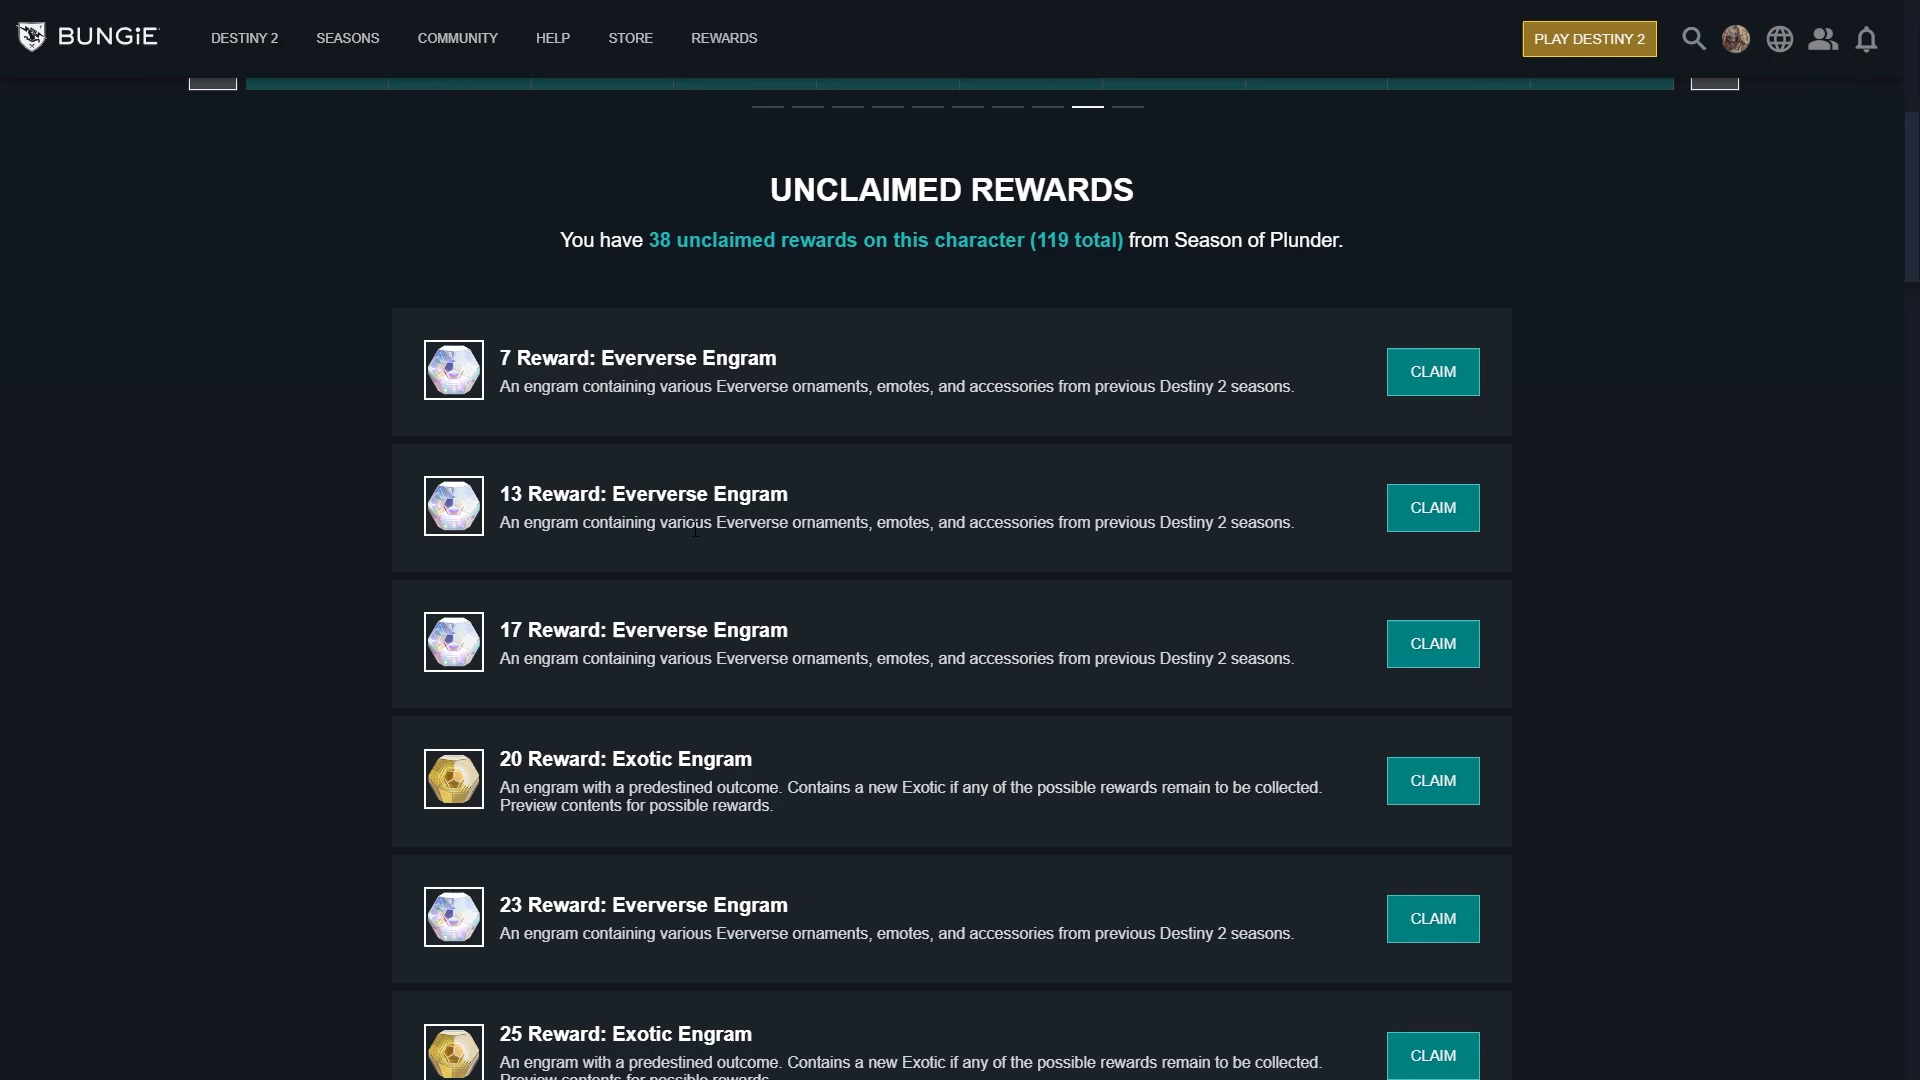 BUNGiE
DESTINY 2
SEASONS
COMMUNITY
HELP
STORE
REWARDS
PLAY DESTINY 2
UNCLAIMED REWARDS
You have 38 unclaimed rewards on this character (119 total) from Season of Plunder.
7 Reward: Eververse Engram
An engram containing various Eververse ornaments, emotes, and accessories from previous Destiny 2 seasons.
CLAIM
13 Reward: Eververse Engram
An engram containing various Eververse ornaments, emotes, and accessories from previous Destiny 2 seasons.
CLAIM
17 Reward: Eververse Engram
An engram containing various Eververse ornaments, emotes, and accessories from previous Destiny 2 seasons.
CLAIM
20 Reward: Exotic Engram
An engram with a predestined outcome. Contains a new Exotic if any of the possible rewards remain to be collected.
Preview contents for possible rewards.
CLAIM
23 Reward: Eververse Engram
An engram containing various Eververse ornaments, emotes, and accessories from previous Destiny 2 seasons.
CLAIM
25 Reward: Exotic Engram
An engram with a predestined outcome. Contains a new Exotic if any of the possible rewards remain to be collected.
Preview contents for possible rewards.
CLAIM